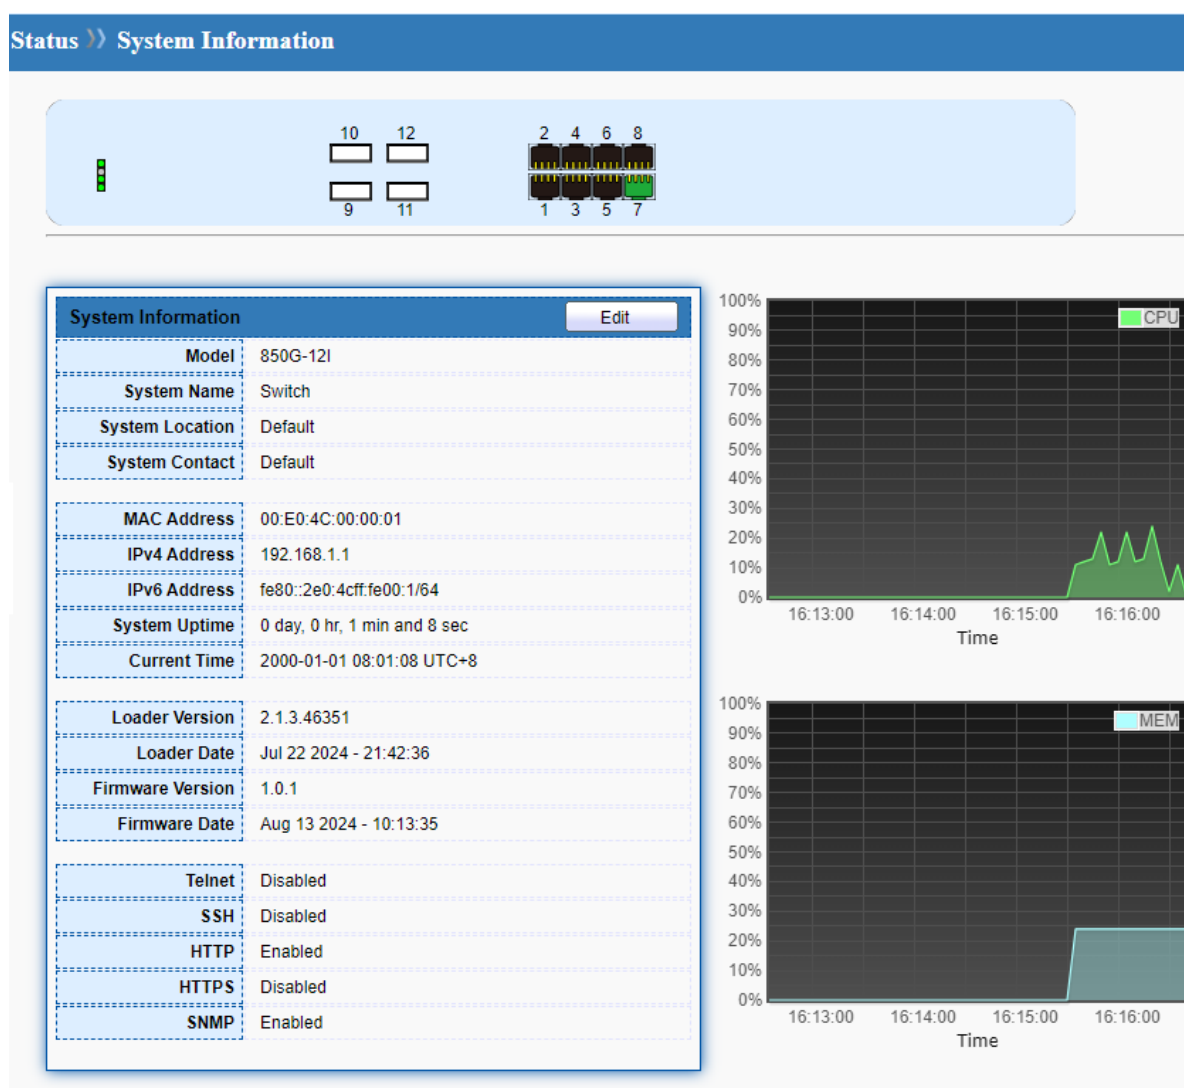 Status » System Information
10 12 2 4 6 8
9 11 1 3 5 7
System Information Edit
Model 850G-12I
System Name Switch
System Location Default
System Contact Default
MAC Address 00:E0:4C:00:00:01
IPv4 Address 192.168.1.1
IPv6 Address fe80::2e0:4cff:fe00:1/64
System Uptime 0 day, 0 hr, 1 min and 8 sec
Current Time 2000-01-01 08:01:08 UTC+8
Loader Version 2.1.3.46351
Loader Date Jul 22 2024 - 21:42:36
Firmware Version 1.0.1
Firmware Date Aug 13 2024 - 10:13:35
Telnet Disabled
SSH Disabled
HTTP Enabled
HTTPS Disabled
SNMP Enabled
100%
CPU
90%
80%
70%
60%
50%
40%
30%
20%
10%
0%
16:13:00 16:14:00 16:15:00 16:16:00
Time
100%
MEM
90%
80%
70%
60%
50%
40%
30%
20%
10%
0%
16:13:00 16:14:00 16:15:00 16:16:00
Time